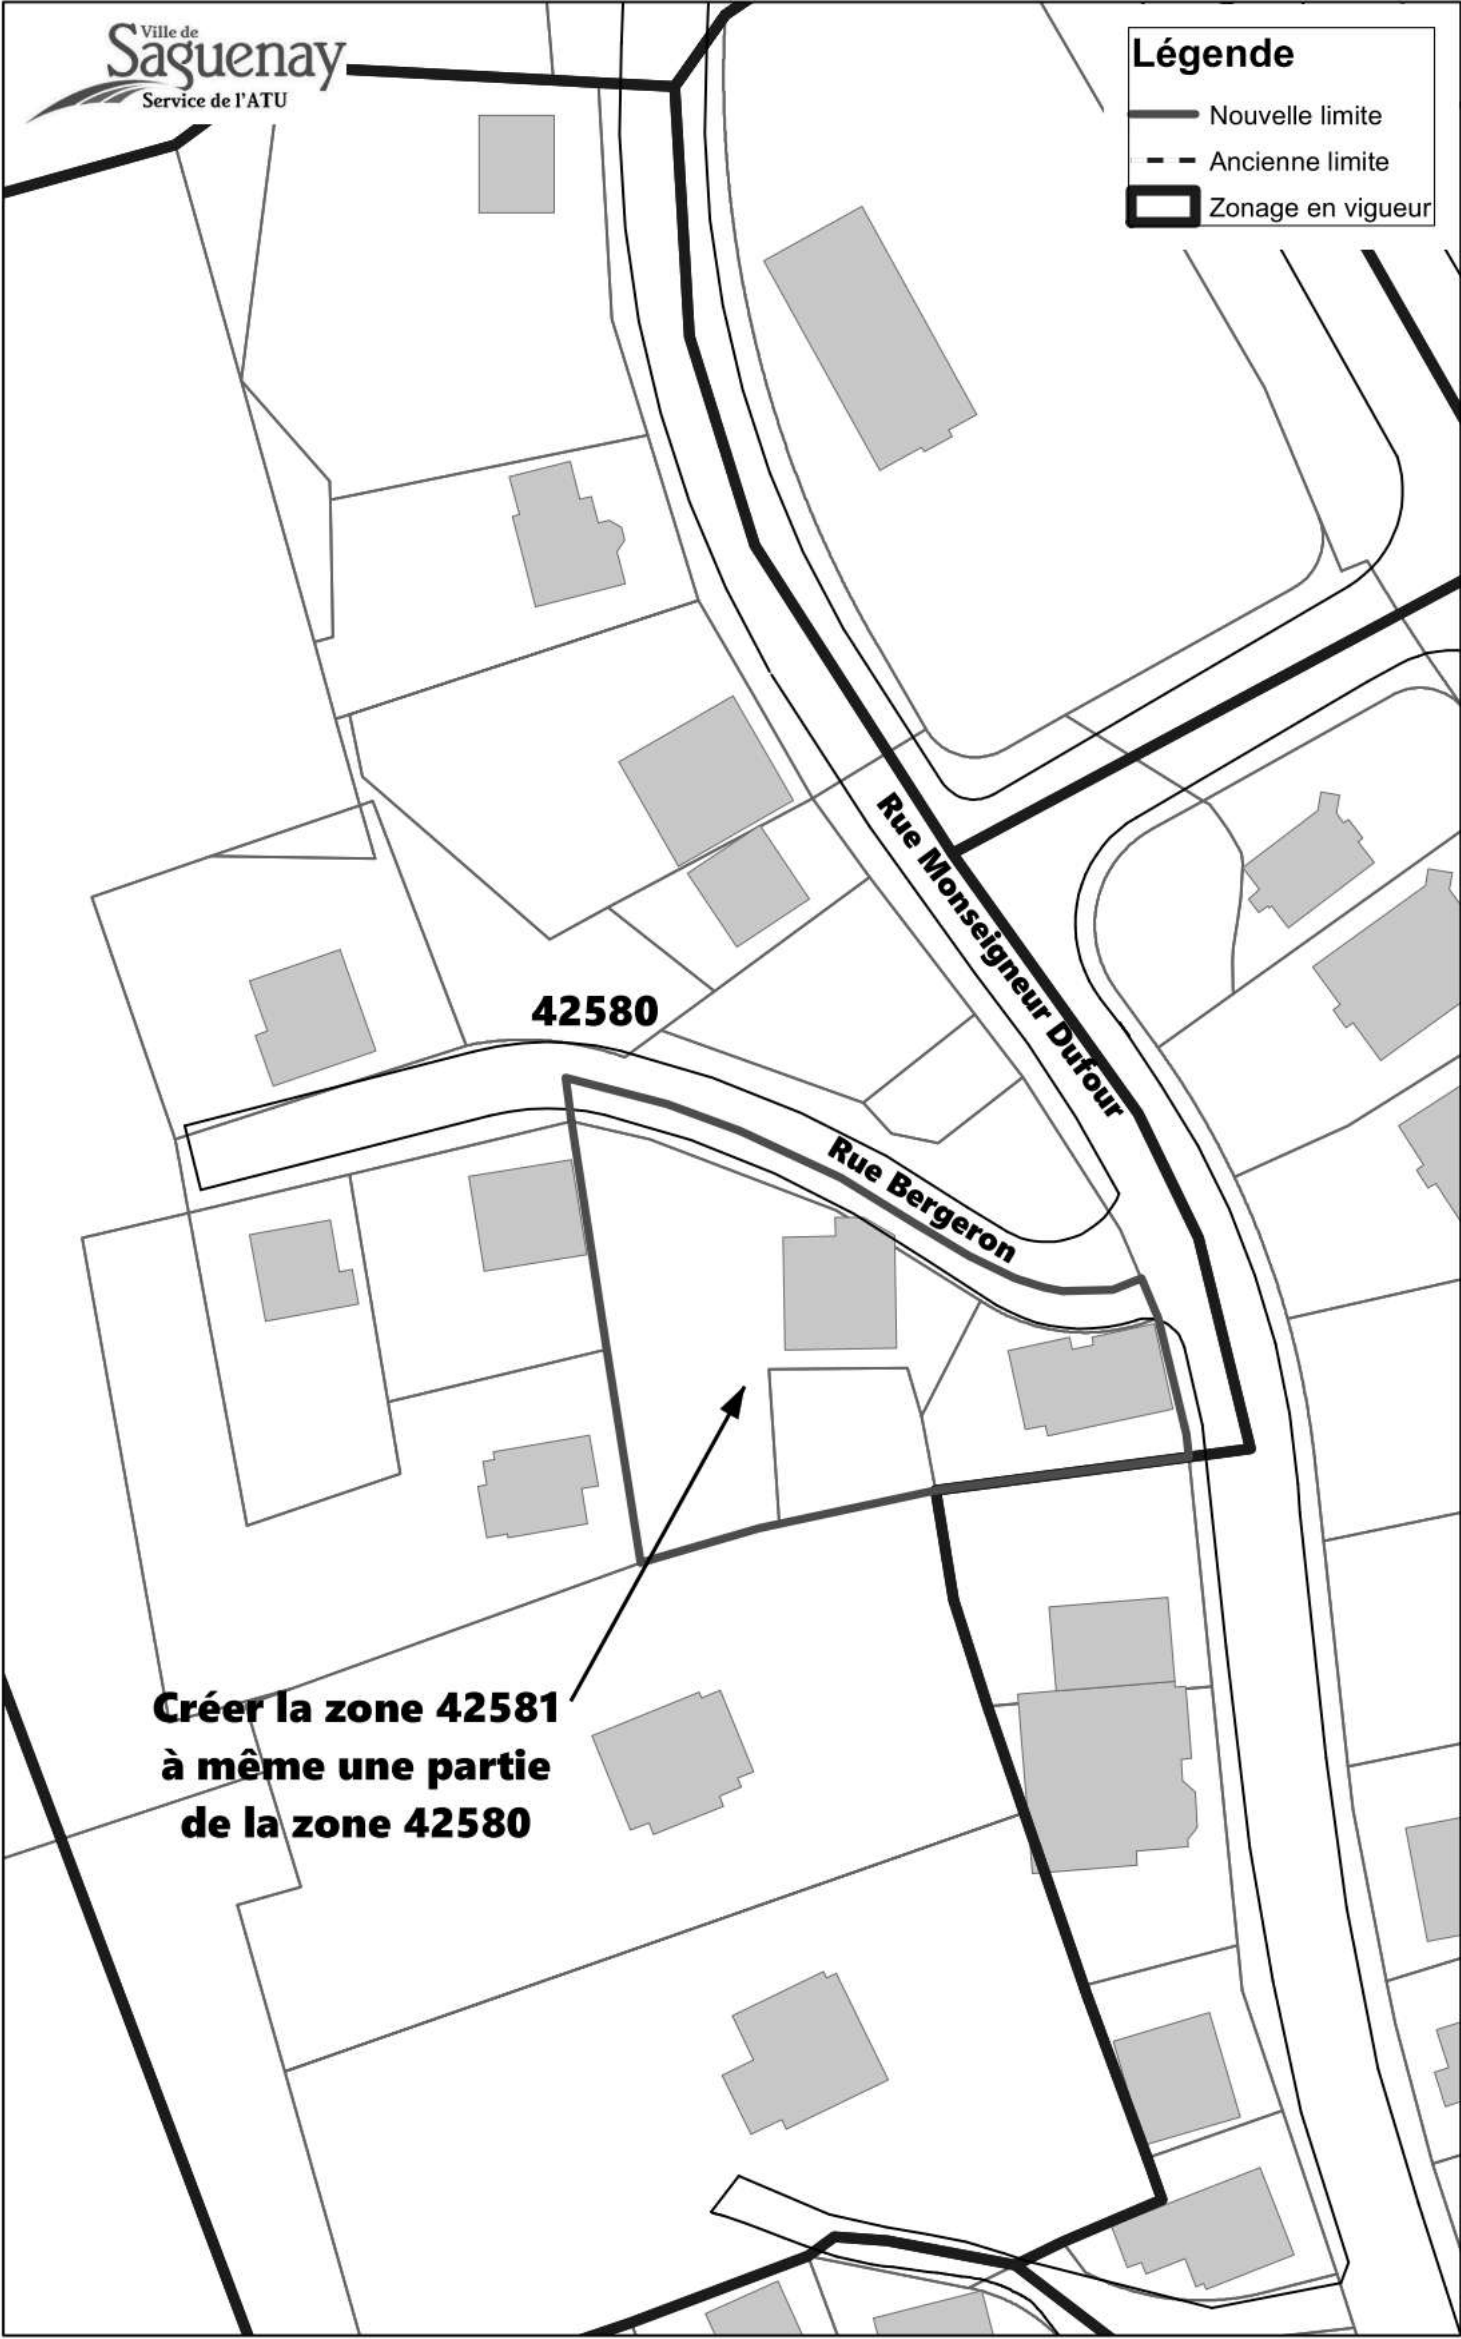 Ville de
Saguenay
Service de l'ATU
Légende
Nouvelle limite
Ancienne limite
Zonage en vigueur
Rue Monseigneur Dufour
42580
Rue Bergeron
Créer la zone 42581
à même une partie
de la zone 42580